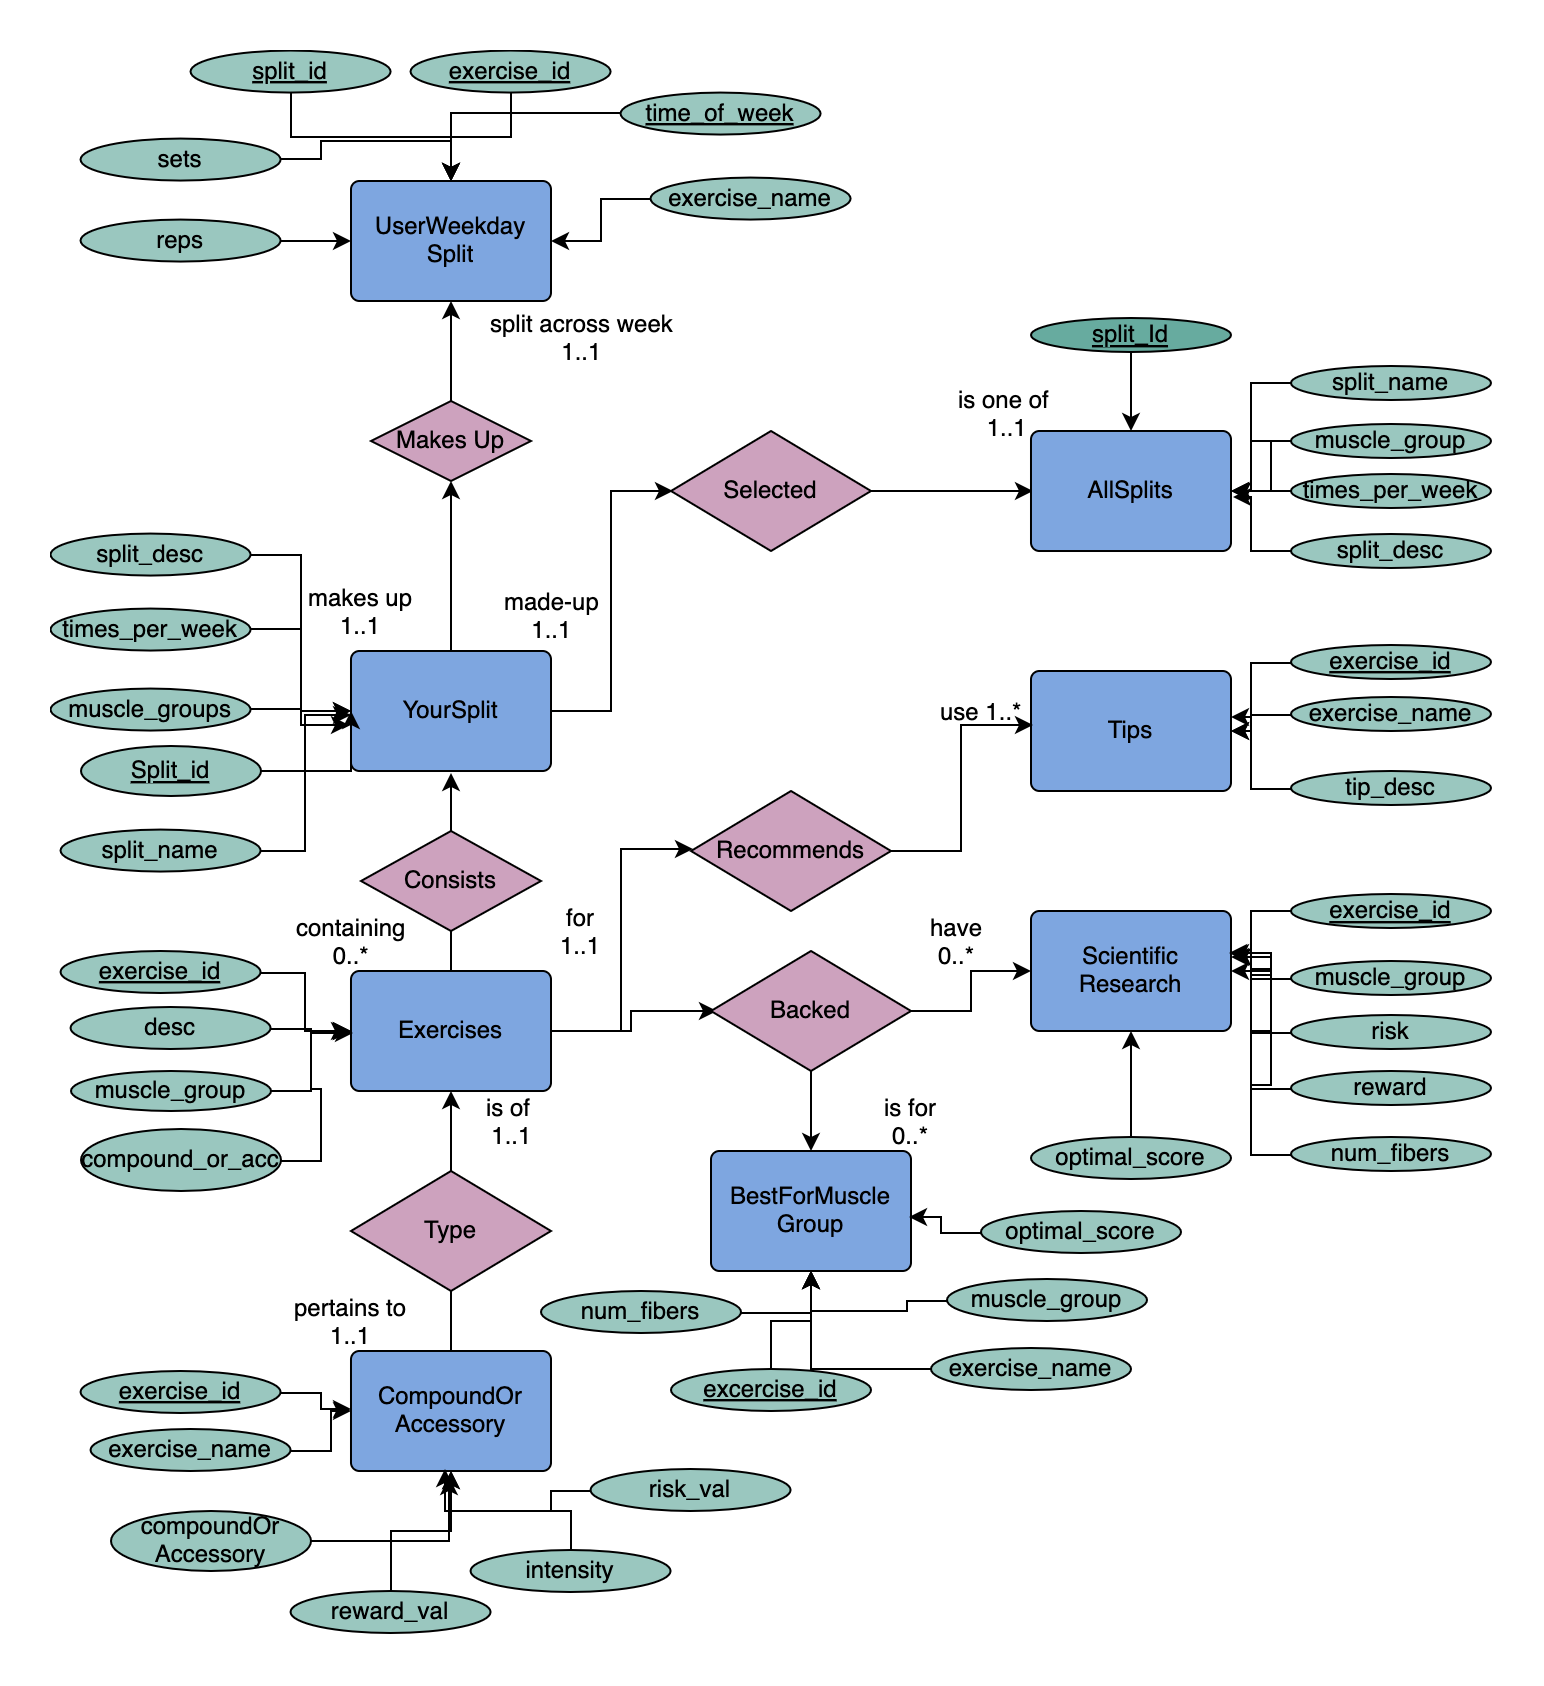 split_id
exercise_id
time_of_week
sets
exercise_name
reps
UserWeekday
Split
split across week
1..1
split_Id
split_name
is one of
1..1
muscle_group
Makes Up
Selected
AllSplits
times_per_week
split_desc
split_desc
makes up
1..1
made-up
1..1
times_per_week
exercise_id
muscle_groups
YourSplit
use 1..*
exercise_name
Tips
Split_id
tip_desc
split_name
Recommends
Consists
containing
0..*
for
1..1
have
0..*
exercise_id
Scientific
Research
exercise_id
muscle_group
desc
Exercises
Backed
risk
muscle_group
is of
1..1
is for
0..*
reward
compound_or_acc
optimal_score
num_fibers
Type
BestForMuscle
Group
optimal_score
pertains to
1..1
num_fibers
muscle_group
exercise_id
CompoundOr
Accessory
excercise_id
exercise_name
exercise_name
risk_val
compoundOr
Accessory
intensity
reward_val